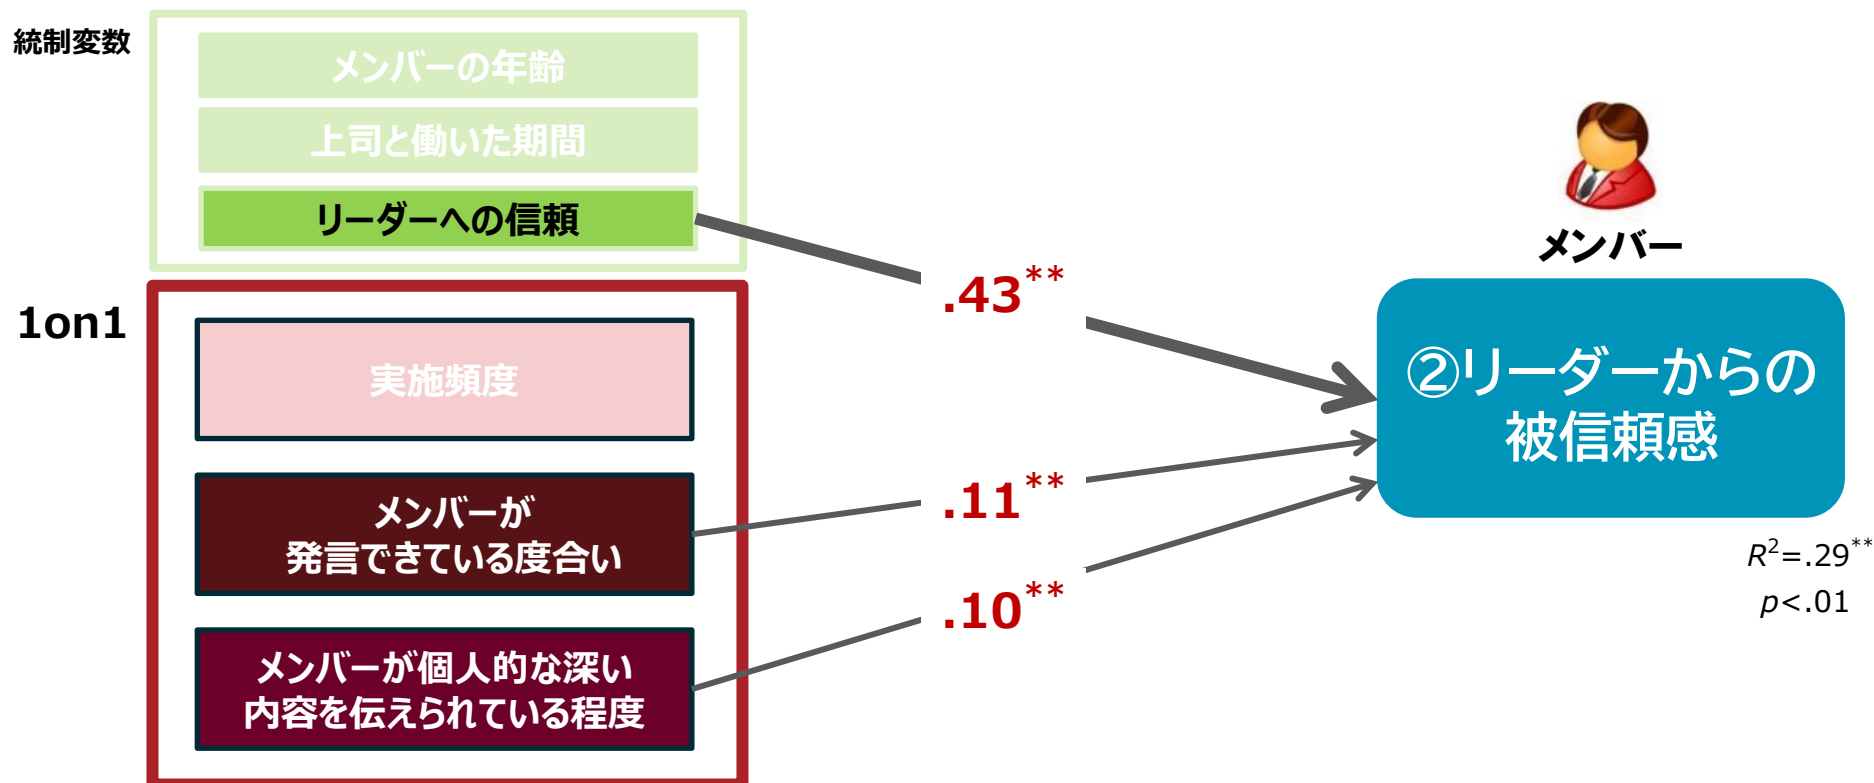 統制変数
メンバーの年齢
上司と働いた期間
リーダーへの信頼
1on1
実施頻度
メンバーが
発言できている度合い
メンバーが個人的な深い
内容を伝えられている程度
.43**
.11**
.10**
メンバー
②リーダーからの
被信頼感
R²=.29**
p<.01